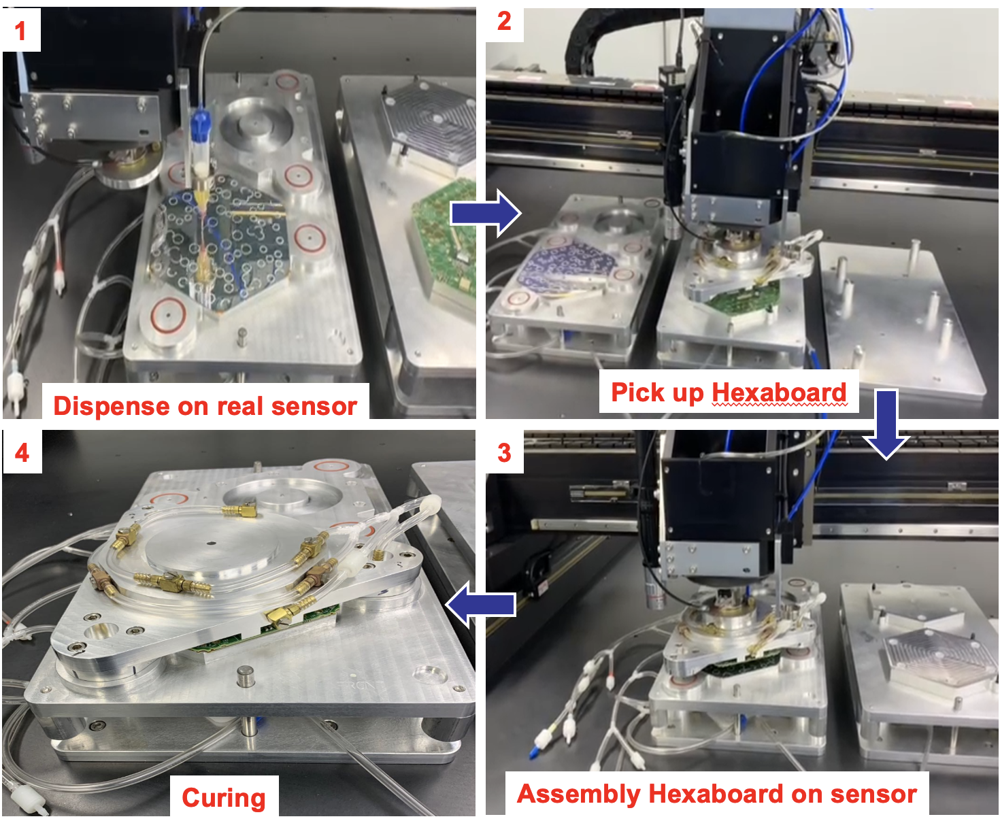 1
Dispense on real sensor
2
Pick up Hexaboard
3
Assembly Hexaboard on sensor
4
Curing